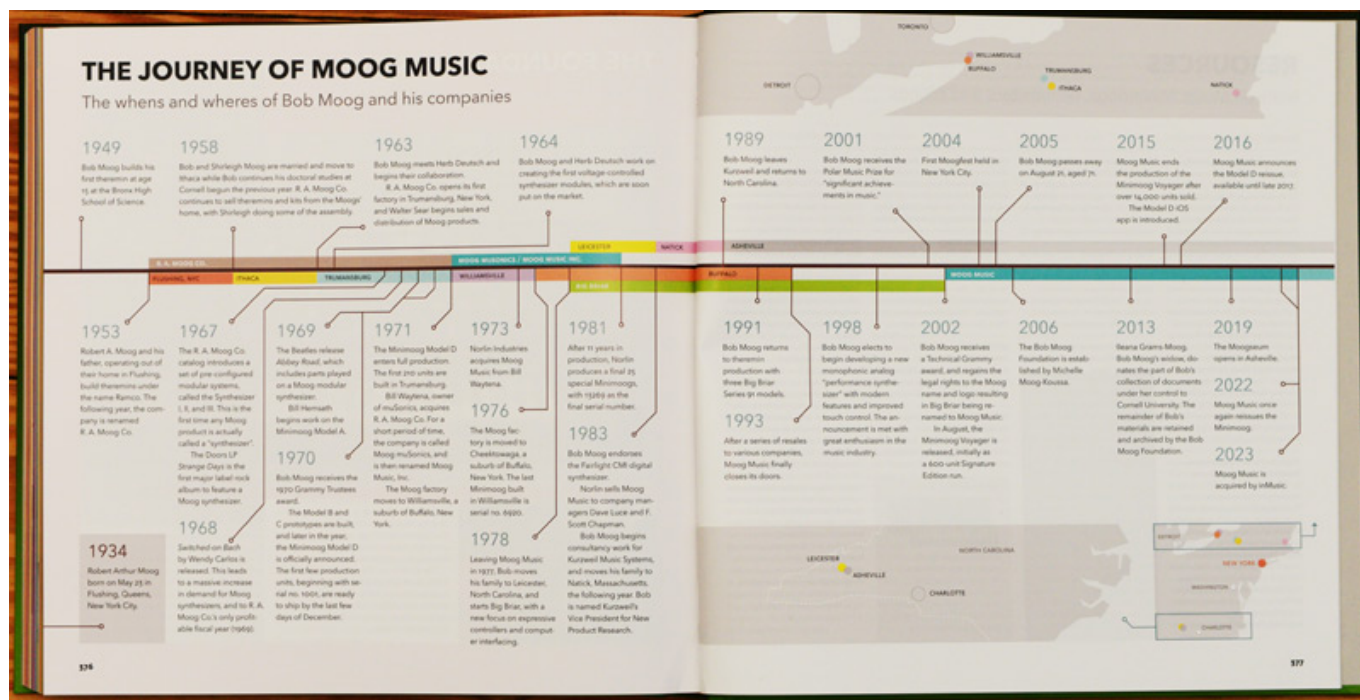 THE JOURNEY OF MOOG MUSIC
The whens and wheres of Bob Moog and his companies
1949
Bob Moog builds his
first theremin at age
15 at the Bronx High
School of Science.
1958
Bob and Shirleigh Moog are married and move to
Ithaca while Bob continues his doctoral studies at
Cornell begun the previous year. R. A. Moog Co.
continues to sell theremins and kits from the Moogs'
home, with Shirleigh doing some of the assembly.
1963
Bob Moog meets Herb Deutsch and
begins their collaboration.
R. A. Moog Co. opens its first
factory in Trumansburg, New York,
and Walter Sear begins sales and
distribution of Moog products.
1964
Bob Moog and Herb Deutsch work on
creating the first voltage-controlled
synthesizer modules, which are soon
put on the market.
R. A. MOOG CO.
MOOG MUSONICS / MOOG MUSIC INC.
LEICESTER
NATICK
ASHEVILLE
FLUSHING, NYC
ITHACA
TRUMANSBURG
WILLIAMSVILLE
BUFFALO
BIG BRIAR
MOOG MUSIC
1953
Robert A. Moog and his
father, operating out of
their home in Flushing,
build theremins under
the name Ramco. The
following year, the com-
pany is renamed
R. A. Moog Co.
1934
Robert Arthur Moog
born on May 23 in
Flushing, Queens,
New York City.
1967
The R. A. Moog Co.
catalog introduces a
set of pre configured
modular systems,
called the Synthesizer
I, II, and III. This is the
first time any Moog
product is actually
called a "synthesizer".
The Doors LP
Strange Days is the
first major label rock
album to feature a
Moog synthesizer.
1968
Switched on Bach
by Wendy Carlos is
released. This leads
to a massive increase
in demand for Moog
synthesizers, and to R. A.
Moog Co.'s only profit-
able fiscal year (1969).
1969
The Beatles release
Abbey Road, which
includes parts played
on a Moog modular
synthesizer.
Bill Hemsath
begins work on the
Minimoog Model A.
1970
Bob Moog receives the
1970 Grammy Trustees
award.
The Model B and
C prototypes are built,
and later in the year,
the Minimoog Model D
is officially announced.
The first few production
units, beginning with se-
rial no. 1001, are ready
to ship by the last few
days of December.
1971
The Minimoog Model D
enters full production.
The first 210 units are
built in Trumansburg.
Bill Waytena, owner
of muSonics, acquires
R. A. Moog Co. For a
short period of time,
the company is called
Moog muSonics, and
is then renamed Moog
Music, Inc.
The Moog factory
moves to Williamsville, a
suburb of Buffalo, New
York.
1973
Norlin Industries
acquires Moog
Music from Bill
Waytena.
1976
The Moog fac-
tory is moved to
Cheektowaga, a
suburb of Buffalo,
New York. The last
Minimoog built
in Williamsville is
serial no. 6920.
1978
Leaving Moog Music
in 1977, Bob moves
his family to Leicester,
North Carolina, and
starts Big Briar, with a
new focus on expressive
controllers and comput-
er interfacing.
1981
After 11 years in
production, Norlin
produces a final 25
special Minimoogs,
with 13269 as the
final serial number.
1983
Bob Moog endorses
the Fairlight CMI digital
synthesizer.
Norlin sells Moog
Music to company man-
agers Dave Luce and F.
Scott Chapman.
Bob Moog begins
consultancy work for
Kurzweil Music Systems,
and moves his family to
Natick, Massachusetts,
the following year. Bob
is named Kurzweil's
Vice President for New
Product Research.
376
TORONTO
WILLIAMSVILLE
BUFFALO
DETROIT
TRUMANSBURG
ITHACA
NATICK
1989
Bob Moog leaves
Kurzweil and returns to
North Carolina.
2001
Bob Moog receives the
Polar Music Prize for
"significant achieve-
ments in music."
2004
First Moogfest held in
New York City.
2005
Bob Moog passes away
on August 21, aged 71.
2015
Moog Music ends
the production of the
Minimoog Voyager after
over 14,000 units sold.
The Model D iOS
app is introduced.
2016
Moog Music announces
the Model D reissue,
available until late 2017.
1991
Bob Moog returns
to theremin
production with
three Big Briar
Series 91 models.
1993
After a series of resales
to various companies,
Moog Music finally
closes its doors.
1998
Bob Moog elects to
begin developing a new
monophonic analog
"performance synthe-
sizer" with modern
features and improved
touch control. The an-
nouncement is met with
great enthusiasm in the
music industry.
2002
Bob Moog receives
a Technical Grammy
award, and regains the
legal rights to the Moog
name and logo resulting
in Big Briar being re-
named to Moog Music.
In August, the
Minimoog Voyager is
released, initially as
a 600 unit Signature
Edition run.
2006
The Bob Moog
Foundation is estab-
lished by Michelle
Moog-Koussa.
2013
Ileana Grams Moog,
Bob Moog's widow, do-
nates the part of Bob's
collection of documents
under her control to
Cornell University. The
remainder of Bob's
materials are retained
and archived by the Bob
Moog Foundation.
2019
The Moogseum
opens in Asheville.
2022
Moog Music once
again reissues the
Minimoog.
2023
Moog Music is
acquired by inMusic.
LEICESTER
ASHEVILLE
NORTH CAROLINA
CHARLOTTE
DETROIT
NEW YORK
WASHINGTON
CHARLOTTE
377